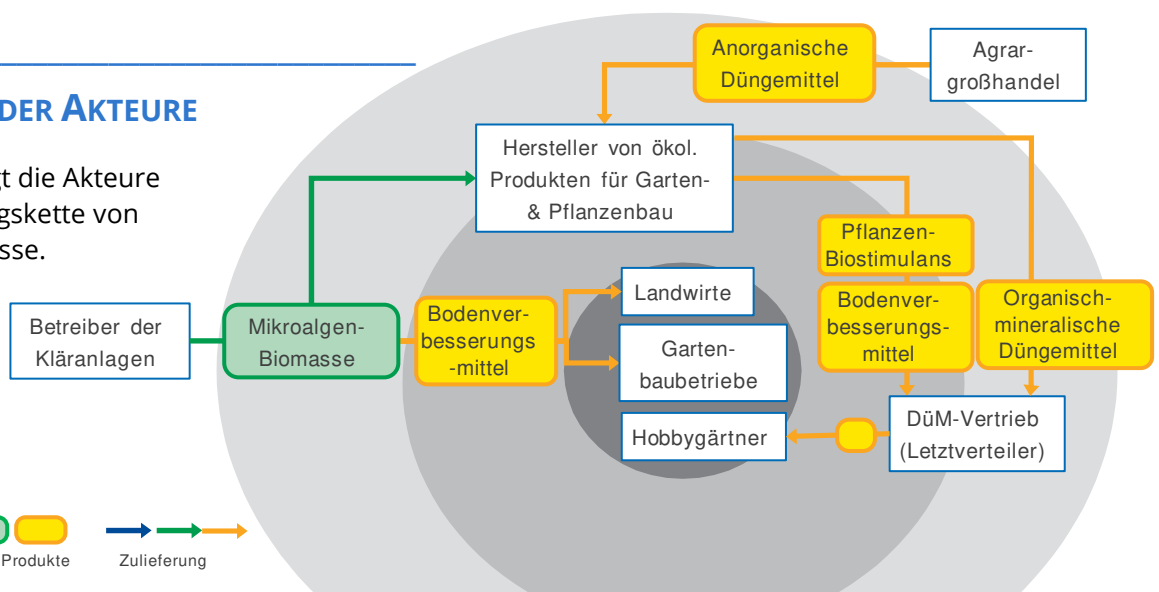 DER AKTEURE
t die Akteure
gskette von
sse.
Anorganische
Düngemittel
Agrar-
großhandel
Hersteller von ökol.
Produkten für Garten-
& Pflanzenbau
Pflanzen-
Biostimulans
Betreiber der
Kläranlagen
Mikroalgen-
Biomasse
Bodenver-
besserungs
-mittel
Landwirte
Garten-
baubetriebe
Hobbygärtner
Bodenver-
besserungs-
mittel
Organisch-
mineralische
Düngemittel
DüM-Vertrieb
(Letztverteiler)
Produkte
Zulieferung